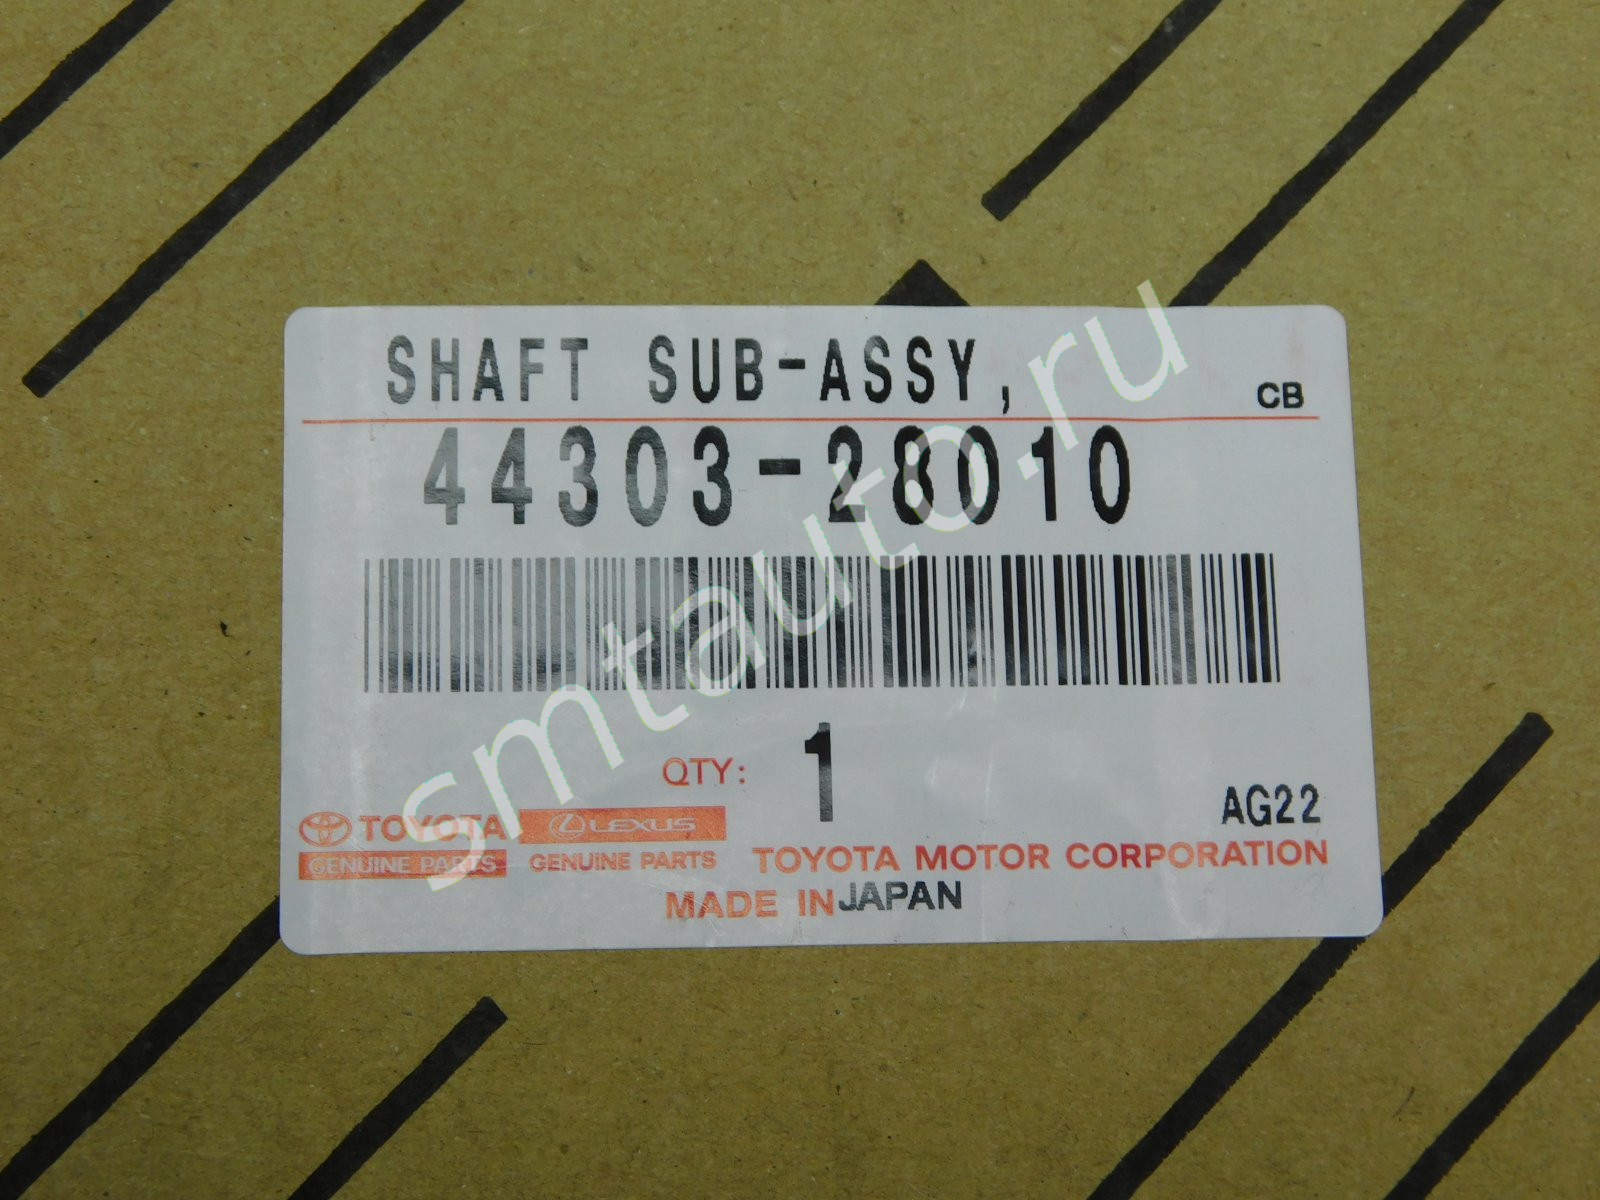 SHAFT SUB-ASSY,
CB
44303-28010
QTY: 1
AG22
TOYOTA
GENUINE PARTS
LEXUS
GENUINE PARTS
TOYOTA MOTOR CORPORATION
MADE IN JAPAN
smtauto.ru